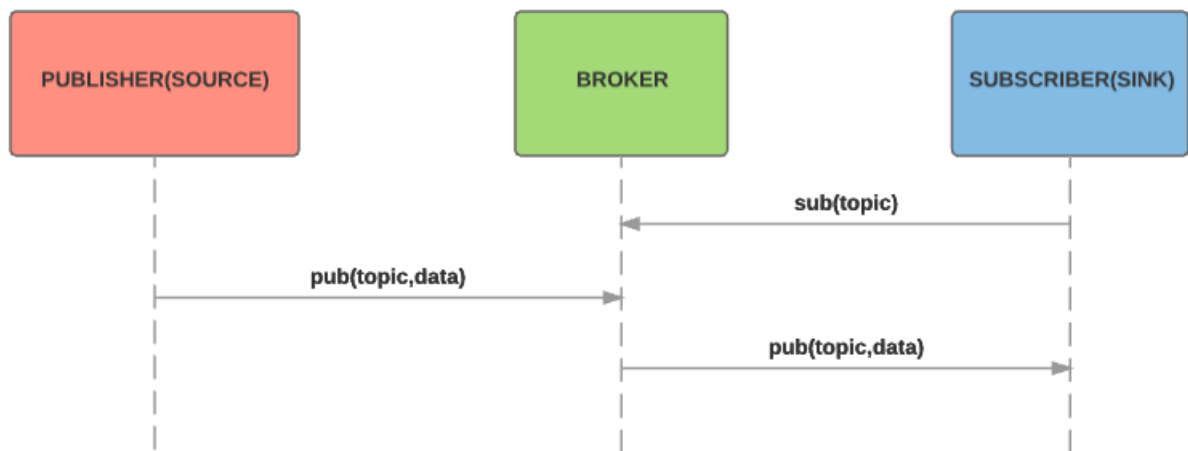 PUBLISHER(SOURCE)
BROKER
SUBSCRIBER(SINK)
sub(topic)
pub(topic,data)
pub(topic,data)